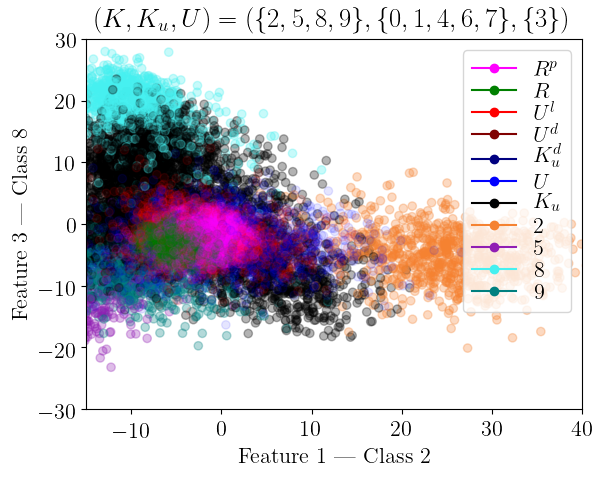 (K, K_u, U) = ({2, 5, 8, 9}, {0, 1, 4, 6, 7}, {3})
30
20
10
0
−10
−20
−30
Feature 3 — Class 8
R^p
R
U^l
U^d
K_u^d
U
K_u
2
5
8
9
−10
0
10
20
30
40
Feature 1 — Class 2